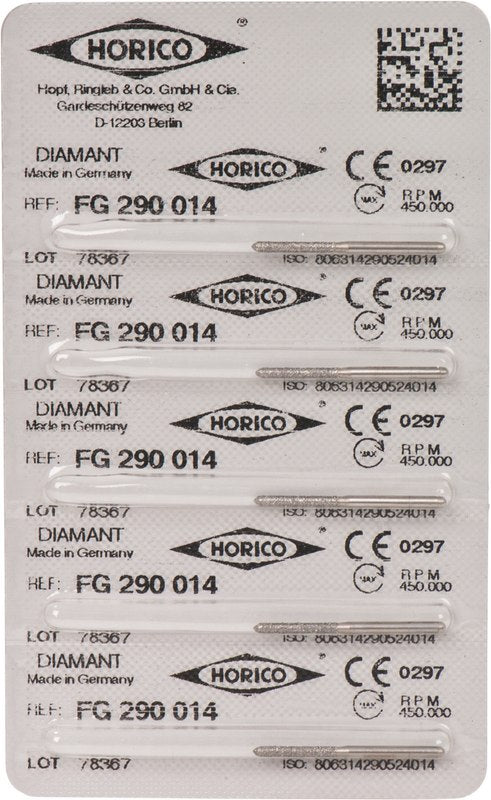 HORICO ®
Hopf, Ringleb & Co. GmbH & Cie.
Gardeschützenweg 82
D-12203 Berlin
DIAMANT HORICO ® CE 0297
Made in Germany
REF: FG 290 014 MAX RPM 450.000
LOT 78367 ISO: 806314290524014
DIAMANT HORICO ® CE 0297
Made in Germany
REF: FG 290 014 MAX RPM 450.000
LOT 78367 ISO: 806314290524014
DIAMANT HORICO ® CE 0297
Made in Germany
REF: FG 290 014 MAX RPM 450.000
LOT 78367 ISO: 806314290524014
DIAMANT HORICO ® CE 0297
Made in Germany
REF: FG 290 014 MAX RPM 450.000
LOT 78367 ISO: 806314290524014
DIAMANT HORICO ® CE 0297
Made in Germany
REF: FG 290 014 MAX RPM 450.000
LOT 78367 ISO: 806314290524014